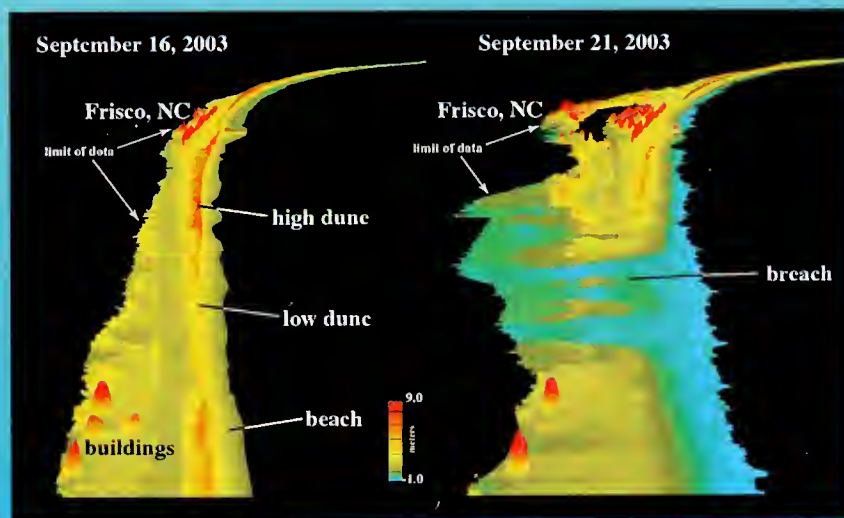 September 16, 2003
September 21, 2003
Frisco, NC
limit of data
high dune
low dune
beach
buildings
9.0
meters
-1.0
Frisco, NC
limit of data
breach